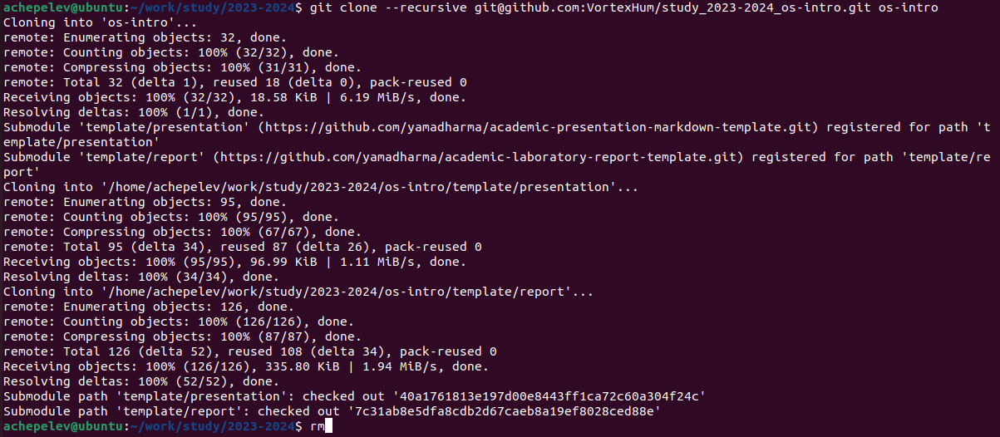 achepelev@ubuntu:~/work/study/2023-2024$ git clone --recursive git@github.com:VortexHum/study_2023-2024_os-intro.git os-intro
Cloning into 'os-intro'...
remote: Enumerating objects: 32, done.
remote: Counting objects: 100% (32/32), done.
remote: Compressing objects: 100% (31/31), done.
remote: Total 32 (delta 1), reused 18 (delta 0), pack-reused 0
Receiving objects: 100% (32/32), 18.58 KiB | 6.19 MiB/s, done.
Resolving deltas: 100% (1/1), done.
Submodule 'template/presentation' (https://github.com/yamadharma/academic-presentation-markdown-template.git) registered for path 't
emplate/presentation'
Submodule 'template/report' (https://github.com/yamadharma/academic-laboratory-report-template.git) registered for path 'template/re
port'
Cloning into '/home/achepelev/work/study/2023-2024/os-intro/template/presentation'...
remote: Enumerating objects: 95, done.
remote: Counting objects: 100% (95/95), done.
remote: Compressing objects: 100% (67/67), done.
remote: Total 95 (delta 34), reused 87 (delta 26), pack-reused 0
Receiving objects: 100% (95/95), 96.99 KiB | 1.11 MiB/s, done.
Resolving deltas: 100% (34/34), done.
Cloning into '/home/achepelev/work/study/2023-2024/os-intro/template/report'...
remote: Enumerating objects: 126, done.
remote: Counting objects: 100% (126/126), done.
remote: Compressing objects: 100% (87/87), done.
remote: Total 126 (delta 52), reused 108 (delta 34), pack-reused 0
Receiving objects: 100% (126/126), 335.80 KiB | 1.94 MiB/s, done.
Resolving deltas: 100% (52/52), done.
Submodule path 'template/presentation': checked out '40a1761813e197d00e8443ff1ca72c60a304f24c'
Submodule path 'template/report': checked out '7c31ab8e5dfa8cdb2d67caeb8a19ef8028ced88e'
achepelev@ubuntu:~/work/study/2023-2024$ rm